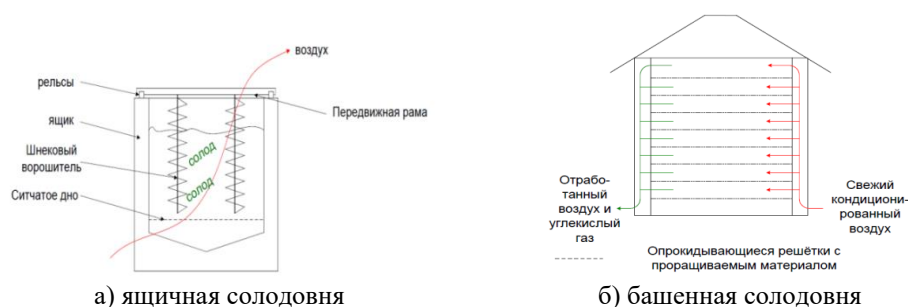 воздух
рельсы
Передвижная рама
ящик
Шнековый
ворошитель
солод
солод
Ситчатое дно
а) ящичная солодовня
Отрабо-
танный
воздух и
углекислый
газ
Свежий
кондициони-
рованный
воздух
Опрокидывающиеся решётки с
проращиваемым материалом
б) башенная солодовня